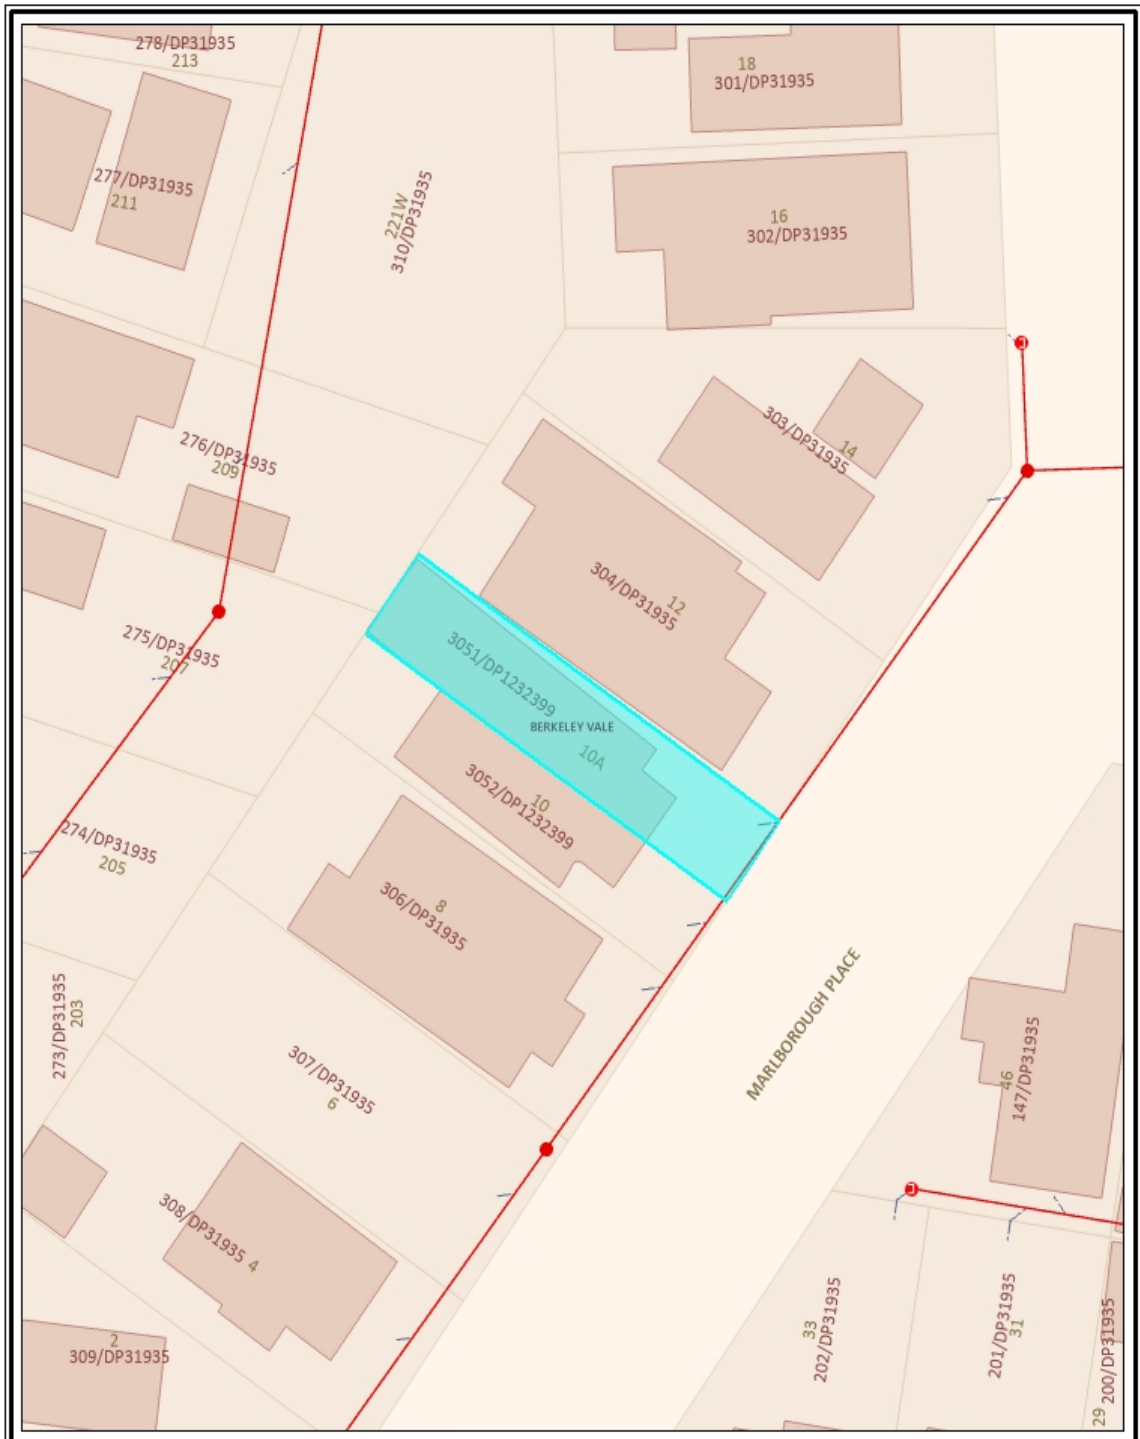 278/DP31935
213
18
301/DP31935
277/DP31935
211
221W
310/DP31935
16
302/DP31935
303/DP31935
14
276/DP31935
209
304/DP31935
12
275/DP31935
207
3051/DP1232399
BERKELEY VALE
10A
3052/DP1232399
10
274/DP31935
205
306/DP31935
8
MARLBOROUGH PLACE
273/DP31935
203
307/DP31935
6
46
147/DP31935
308/DP31935
4
2
309/DP31935
33
202/DP31935
201/DP31935
31
200/DP31935
29